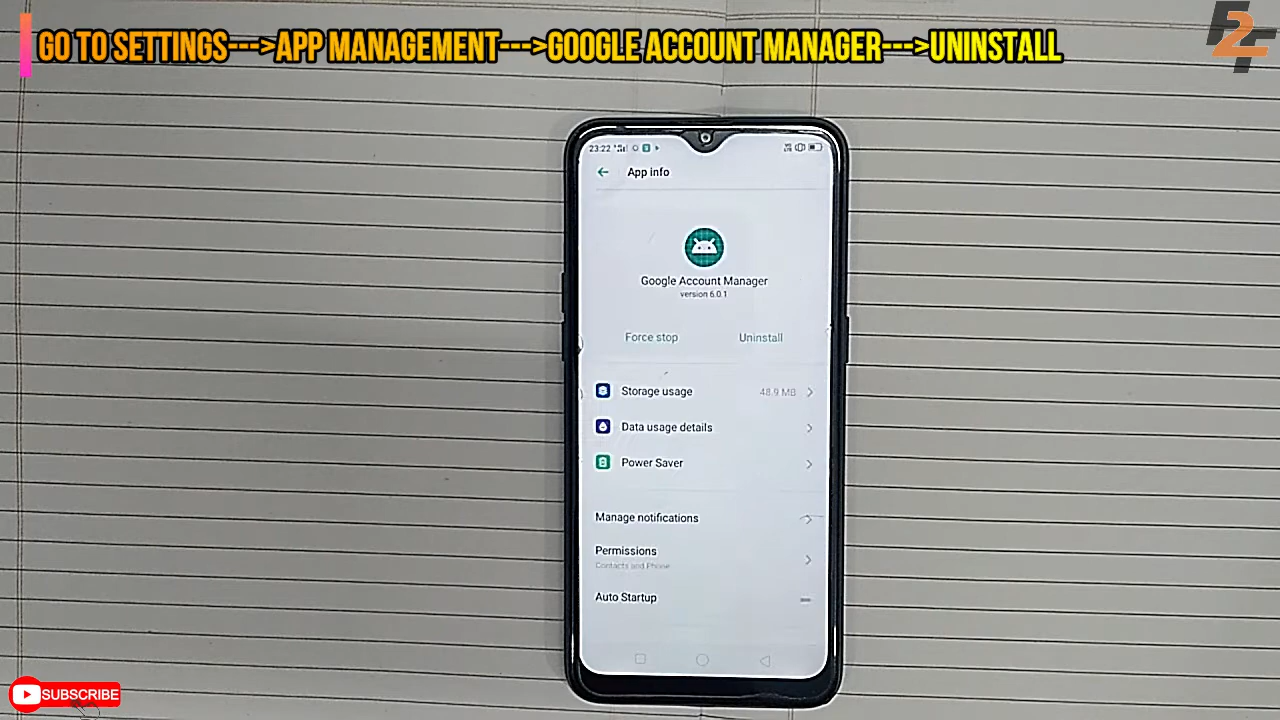 GO TO SETTINGS--->APP MANAGEMENT--->GOOGLE ACCOUNT MANAGER--->UNINSTALL
23:22
App info
Google Account Manager
version 6.0.1
Force stop Uninstall
Storage usage 48.9 MB
Data usage details
Power Saver
Manage notifications
Permissions
Contacts and Phone
Auto Startup
SUBSCRIBE